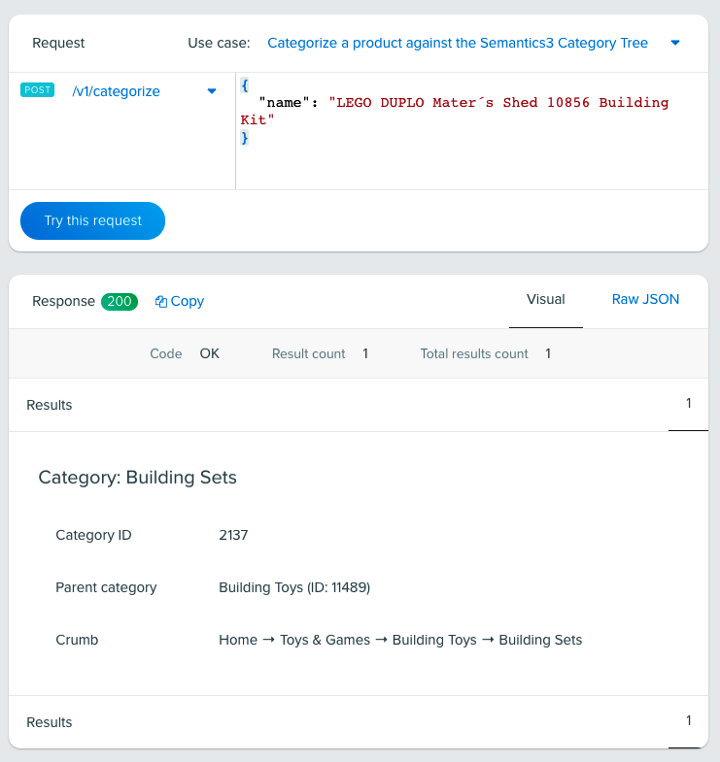 Request
Use case: Categorize a product against the Semantics3 Category Tree
POST /v1/categorize
{
"name": "LEGO DUPLO Mater´s Shed 10856 Building
Kit"
}
Try this request
Response 200 Copy
Visual Raw JSON
Code OK Result count 1 Total results count 1
Results 1
Category: Building Sets
Category ID 2137
Parent category Building Toys (ID: 11489)
Crumb Home → Toys & Games → Building Toys → Building Sets
Results 1